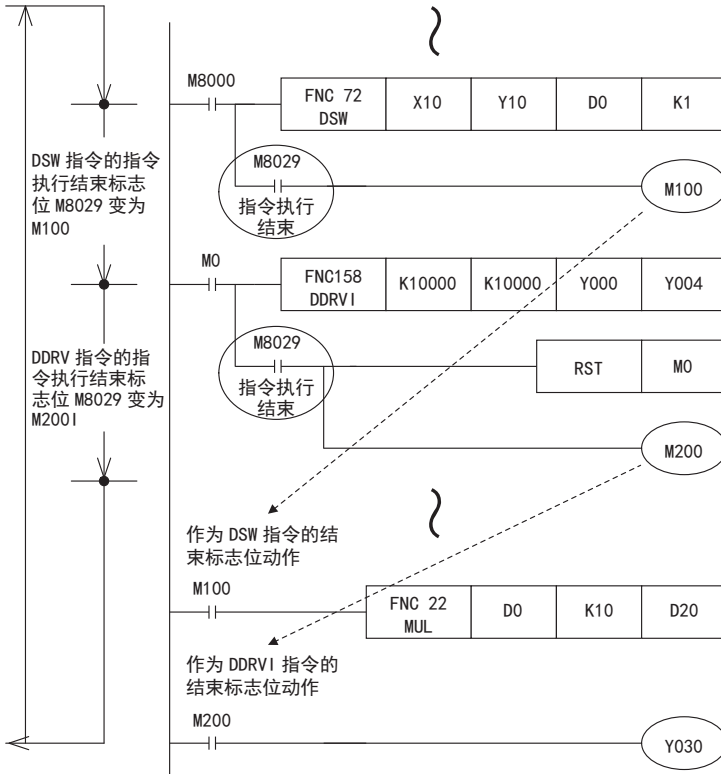 M8000
FNC 72
DSW
X10
Y10
D0
K1
DSW 指令的指令
执行结束标志
位 M8029 变为
M100
M8029
指令执行
结束
M100
M0
FNC158
DDRVI
K10000
K10000
Y000
Y004
DDRV 指令的指
令执行结束标
志位 M8029 变为
M200I
M8029
指令执行
结束
RST
M0
M200
作为 DSW 指令的结
束标志位动作
M100
FNC 22
MUL
D0
K10
D20
作为 DDRVI 指令的
结束标志位动作
M200
Y030